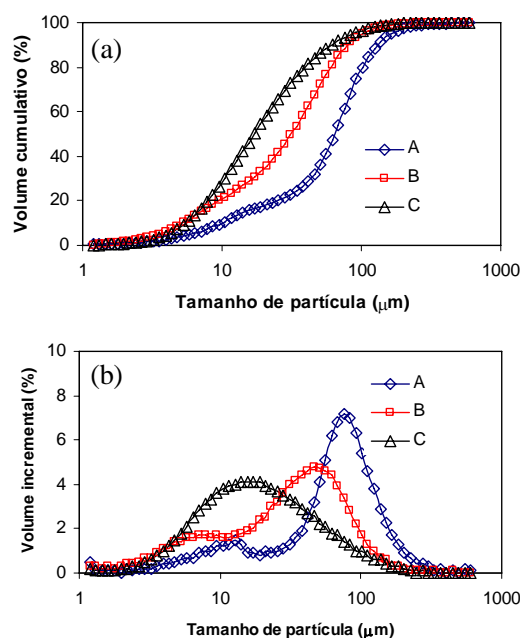 (a)
Volume cumulativo (%)
100
80
60
40
20
0
A
B
C
1
10
100
1000
Tamanho de partícula (μm)
(b)
Volume incremental (%)
10
8
6
4
2
0
A
B
C
1
10
100
1000
Tamanho de partícula (μm)